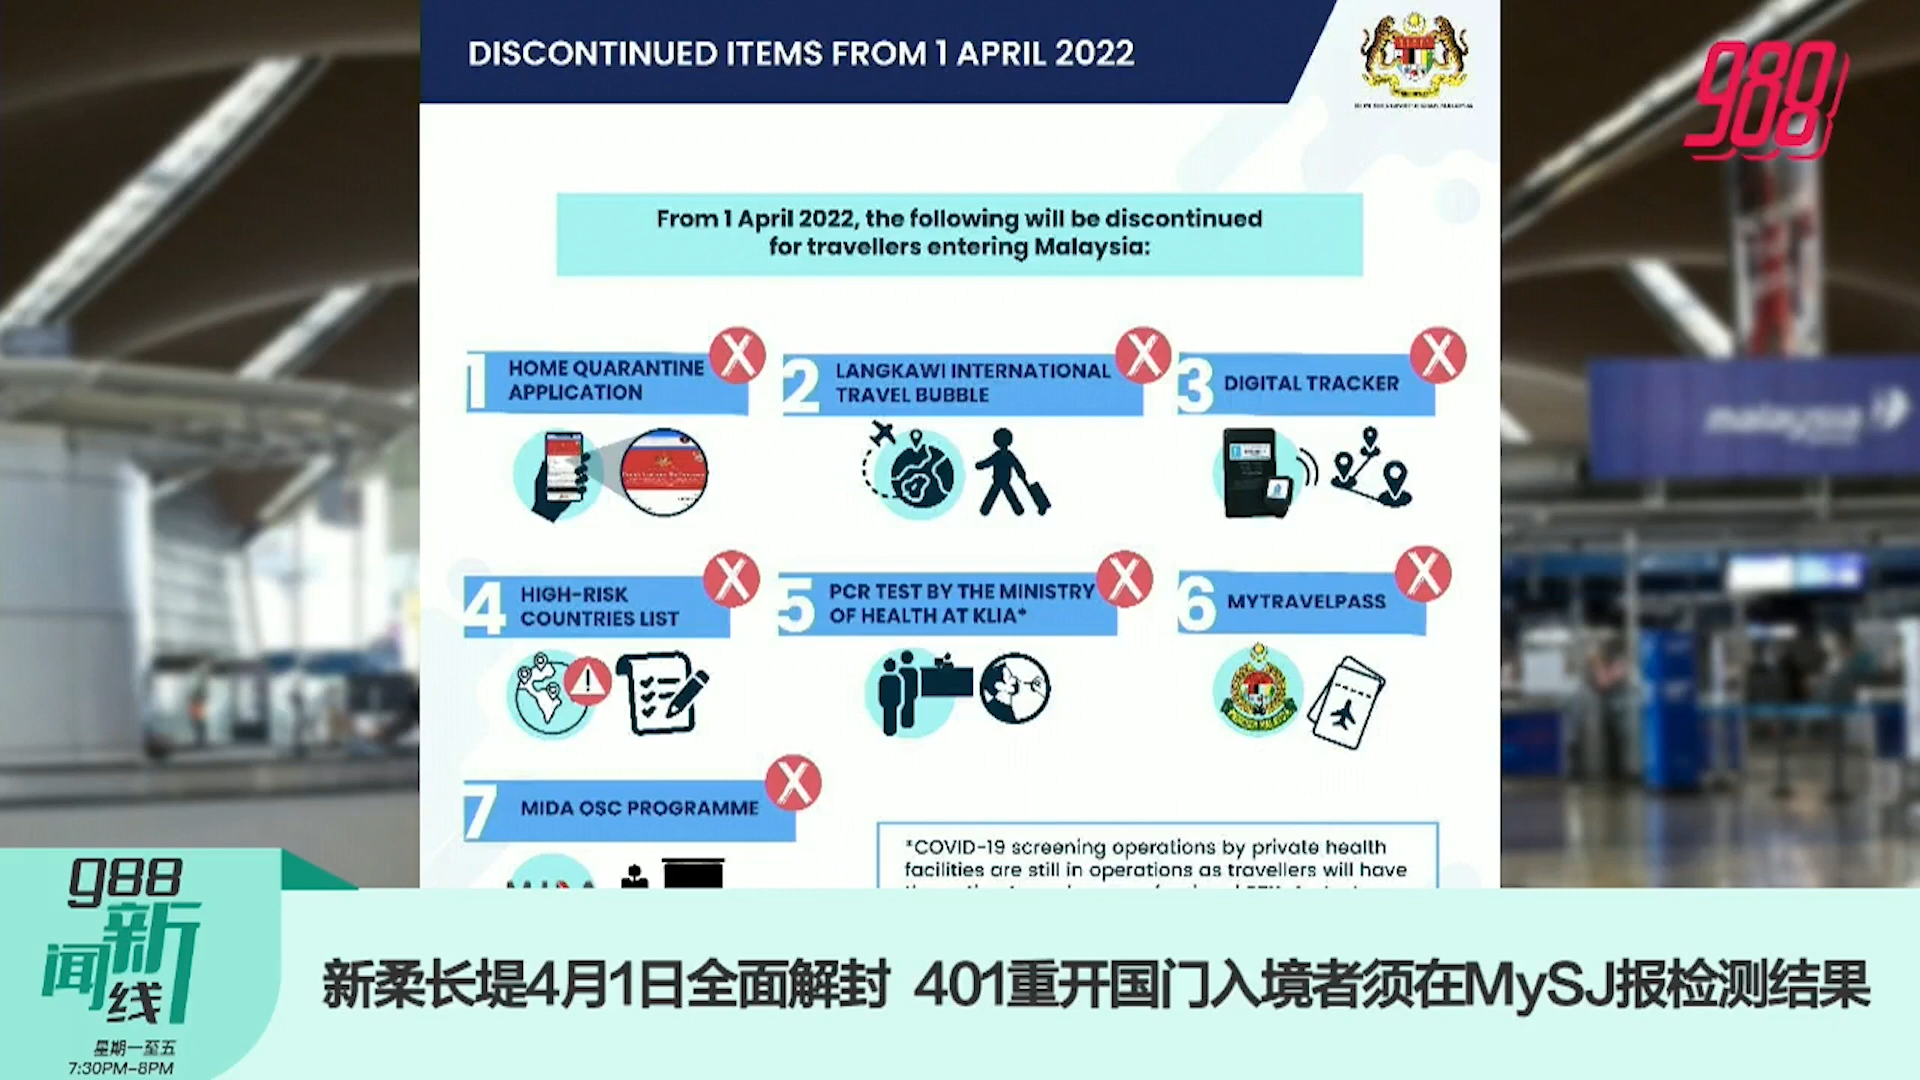 DISCONTINUED ITEMS FROM 1 APRIL 2022
988
From 1 April 2022, the following will be discontinued
for travellers entering Malaysia:
1 HOME QUARANTINE
APPLICATION
X
2 LANGKAWI INTERNATIONAL
TRAVEL BUBBLE
X
3 DIGITAL TRACKER
X
malaysia
4 HIGH-RISK
COUNTRIES LIST
X
5 PCR TEST BY THE MINISTRY
OF HEALTH AT KLIA*
X
6 MYTRAVELPASS
X
7 MIDA OSC PROGRAMME
X
*COVID-19 screening operations by private health
facilities are still in operations as travellers will have
988
新闻线
星期一至五
7:30PM-8PM
新柔长堤4月1日全面解封 401重开国门入境者须在MySJ报检测结果